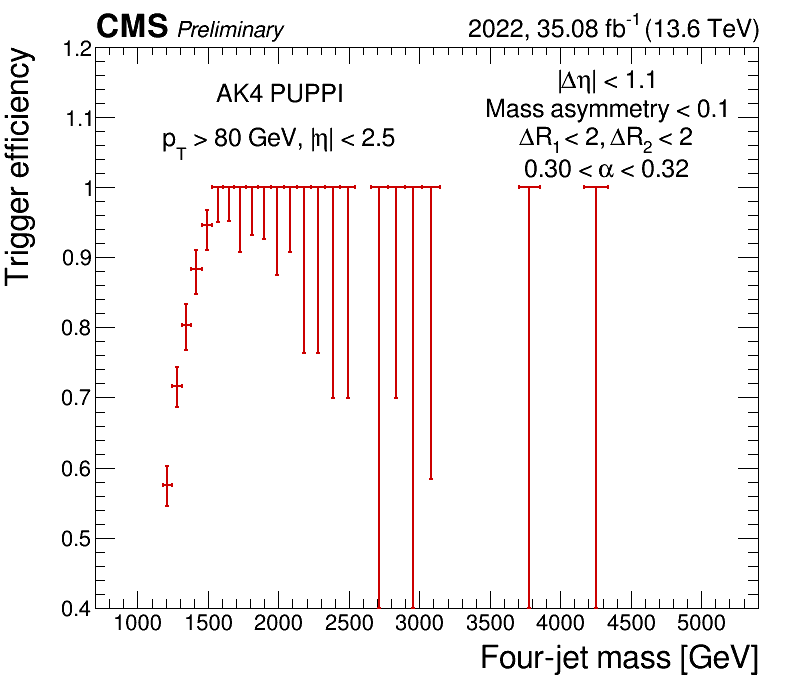 CMS Preliminary 2022, 35.08 fb⁻¹ (13.6 TeV)
Trigger efficiency
AK4 PUPPI
p_T > 80 GeV, |η| < 2.5
|Δη| < 1.1
Mass asymmetry < 0.1
ΔR₁ < 2, ΔR₂ < 2
0.30 < α < 0.32
1.2
1.1
1
0.9
0.8
0.7
0.6
0.5
0.4
1000 1500 2000 2500 3000 3500 4000 4500 5000
Four-jet mass [GeV]